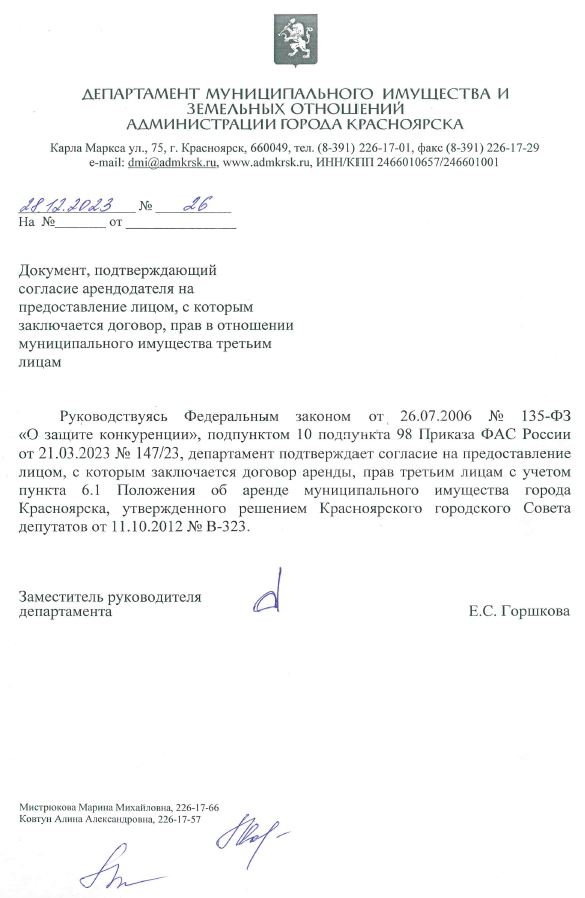 ДЕПАРТАМЕНТ МУНИЦИПАЛЬНОГО ИМУЩЕСТВА И
ЗЕМЕЛЬНЫХ ОТНОШЕНИЙ
АДМИНИСТРАЦИИ ГОРОДА КРАСНОЯРСКА
Карла Маркса ул., 75, г. Красноярск, 660049, тел. (8-391) 226-17-01, факс (8-391) 226-17-29
e-mail: dmi@admkrsk.ru, www.admkrsk.ru, ИНН/КПП 2466010657/246601001
28.12.2023 № 26
На №_______ от ________________
Документ, подтверждающий
согласие арендодателя на
предоставление лицом, с которым
заключается договор, прав в отношении
муниципального имущества третьим
лицам
Руководствуясь Федеральным законом от 26.07.2006 № 135-ФЗ
«О защите конкуренции», подпунктом 10 подпункта 98 Приказа ФАС России
от 21.03.2023 № 147/23, департамент подтверждает согласие на предоставление
лицом, с которым заключается договор аренды, прав третьим лицам с учетом
пункта 6.1 Положения об аренде муниципального имущества города
Красноярска, утвержденного решением Красноярского городского Совета
депутатов от 11.10.2012 № В-323.
Заместитель руководителя
департамента
Е.С. Горшкова
Мистрюкова Марина Михайловна, 226-17-66
Ковтун Алина Александровна, 226-17-57